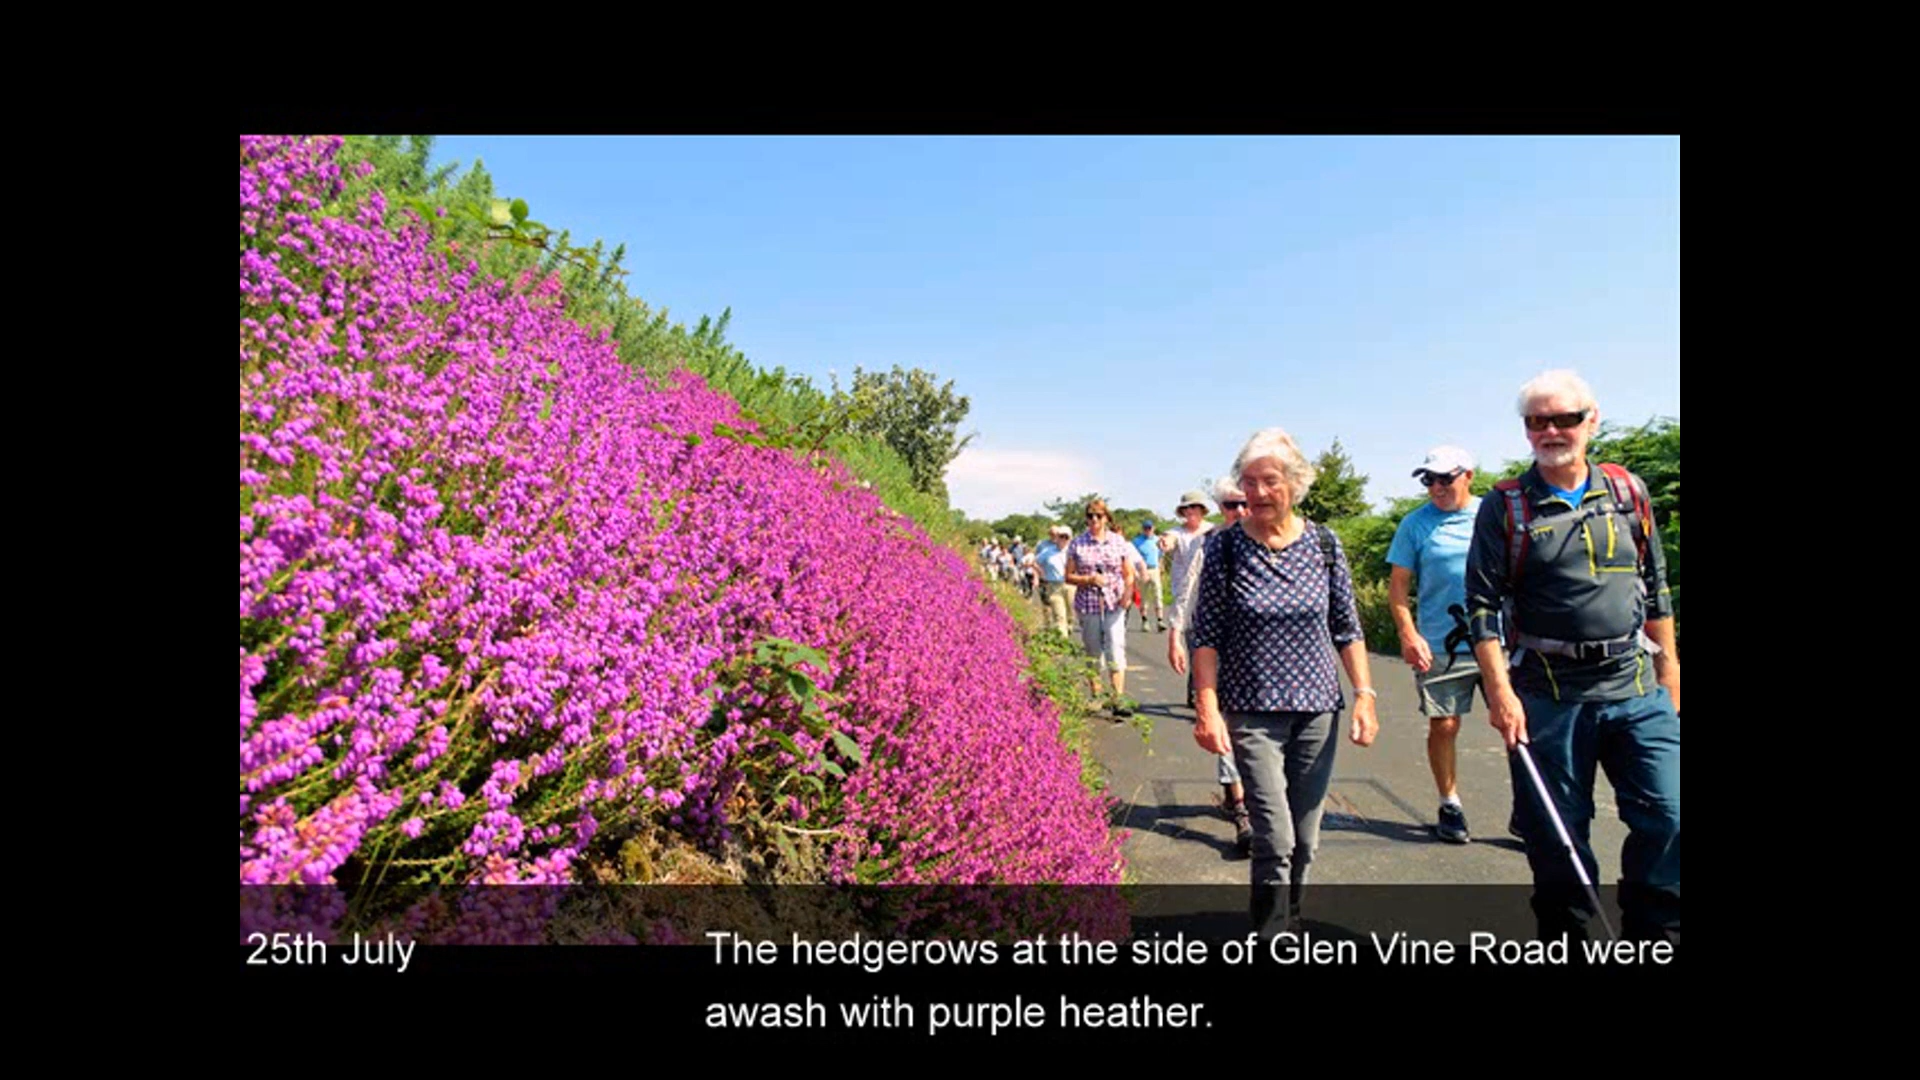 25th July
The hedgerows at the side of Glen Vine Road were
awash with purple heather.